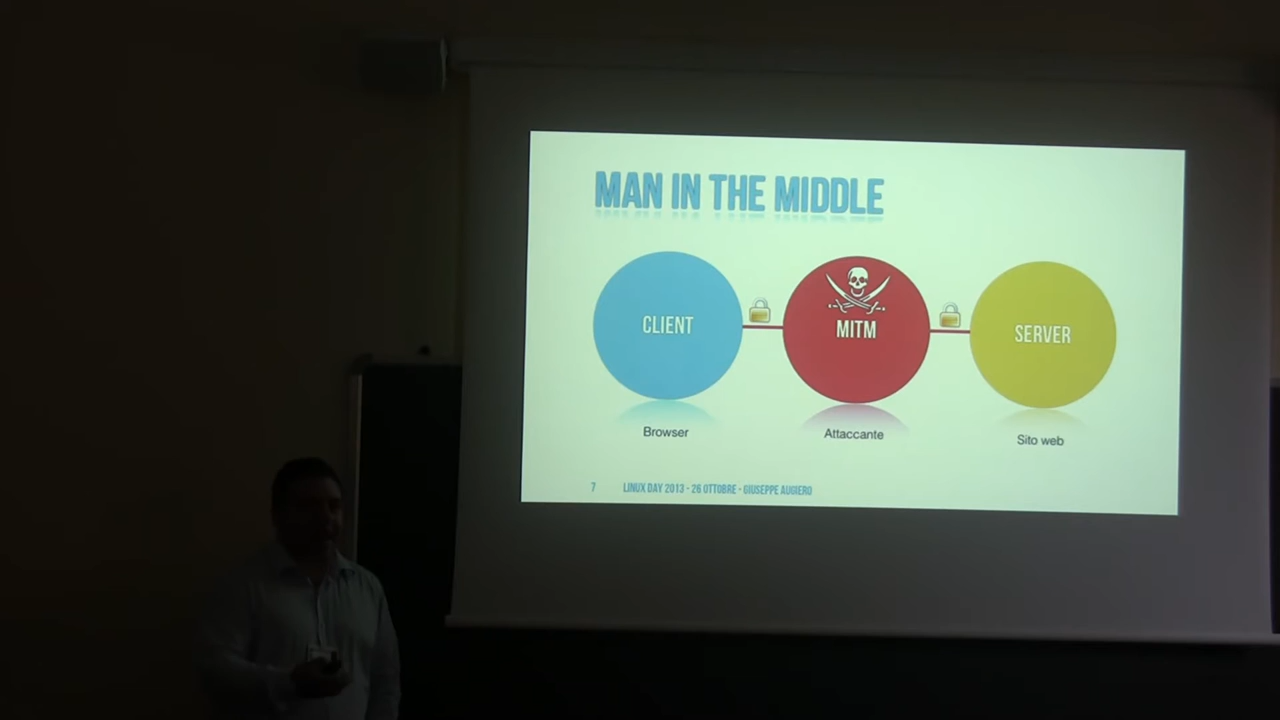 MAN IN THE MIDDLE
CLIENT
MITM
SERVER
Browser
Attaccante
Sito web
7 LINUX DAY 2013 - 26 OTTOBRE - GIUSEPPE AUGIERO